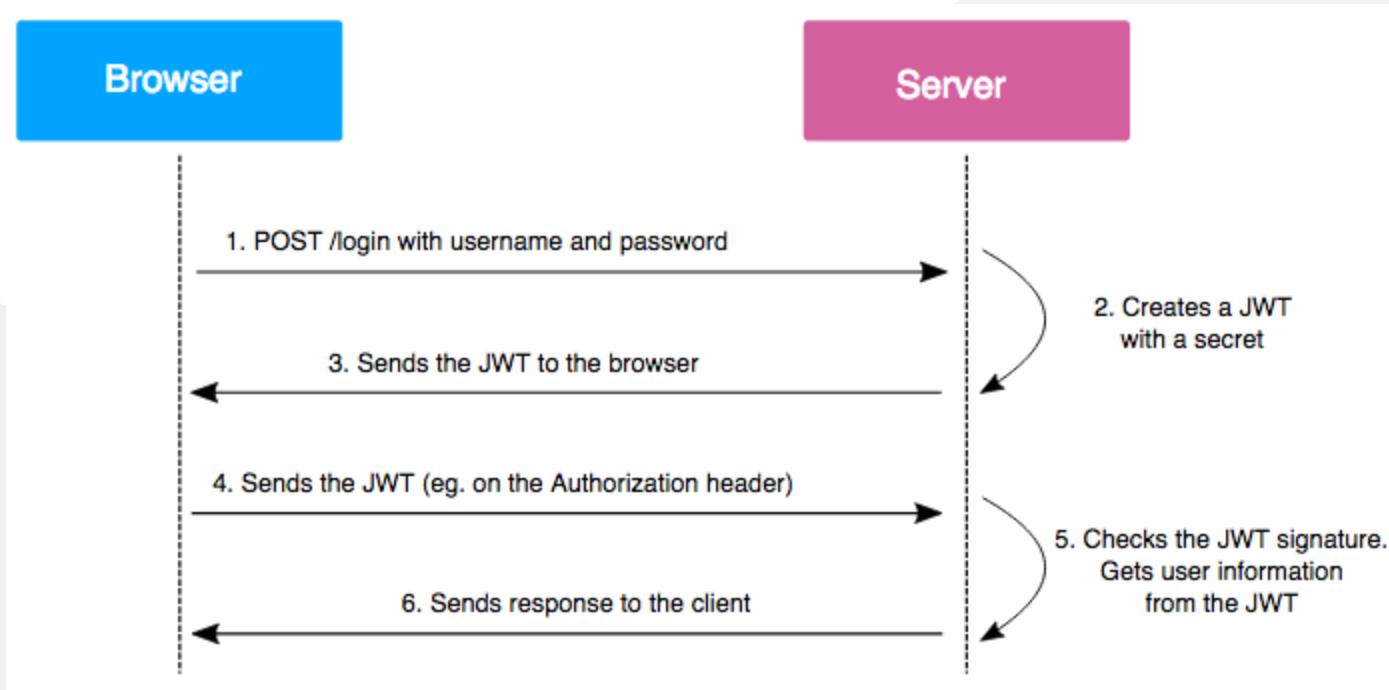 Browser
Server
1. POST /login with username and password
2. Creates a JWT
with a secret
3. Sends the JWT to the browser
4. Sends the JWT (eg. on the Authorization header)
5. Checks the JWT signature.
Gets user information
from the JWT
6. Sends response to the client